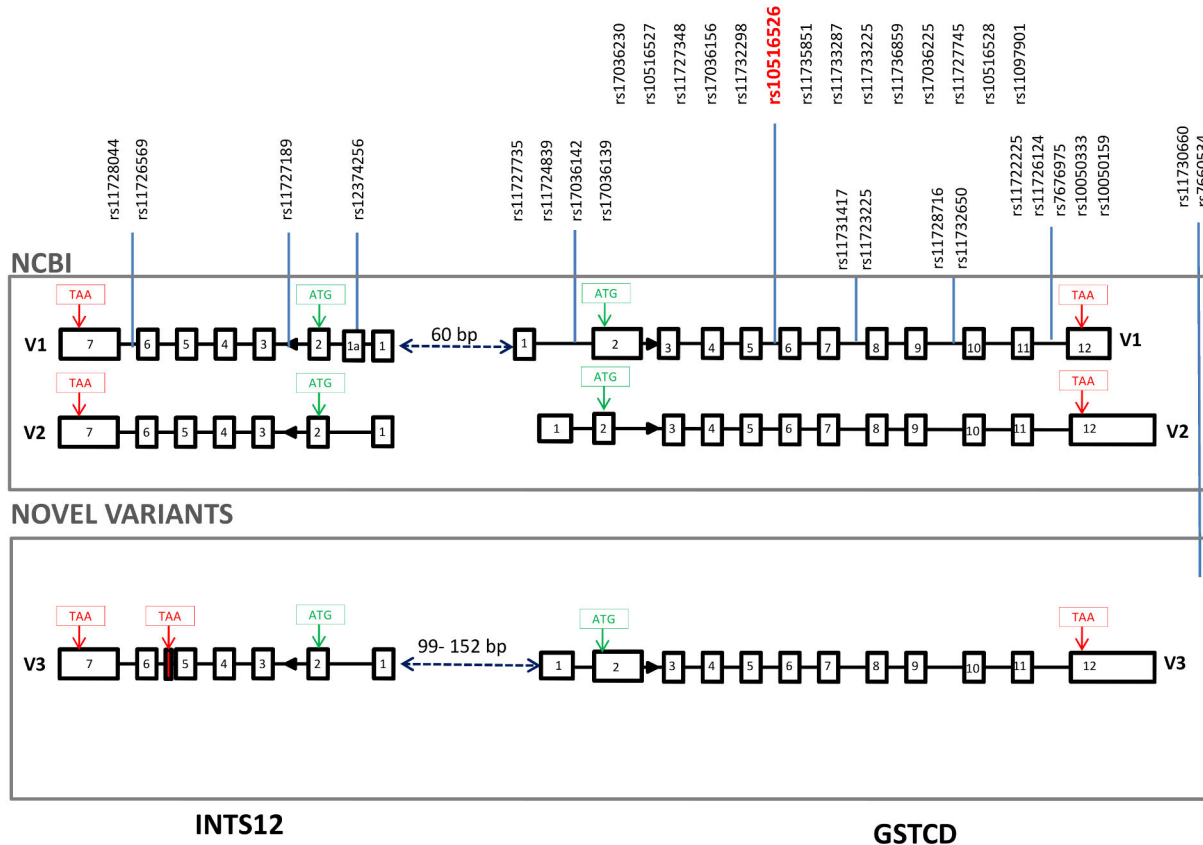 rs17036230
rs10516527
rs11727348
rs17036156
rs11732298
rs10516526
rs11735851
rs11733287
rs11733225
rs11736859
rs17036225
rs11727745
rs10516528
rs11097901
rs11728044
rs11726569
rs11727189
rs12374256
rs11727735
rs11724839
rs17036142
rs17036139
rs11731417
rs11723225
rs11728716
rs11732650
rs11722225
rs11726124
rs7676975
rs10050333
rs10050159
rs11730660
rs7660534
NCBI
TAA ATG ATG TAA
V1 7 6 5 4 3 2 1a 1 60 bp 1 2 3 4 5 6 7 8 9 10 11 12 V1
TAA ATG ATG TAA
V2 7 6 5 4 3 2 1 1 2 3 4 5 6 7 8 9 10 11 12 V2
NOVEL VARIANTS
TAA TAA ATG ATG TAA
V3 7 6 5 4 3 2 1 99- 152 bp 1 2 3 4 5 6 7 8 9 10 11 12 V3
INTS12 GSTCD